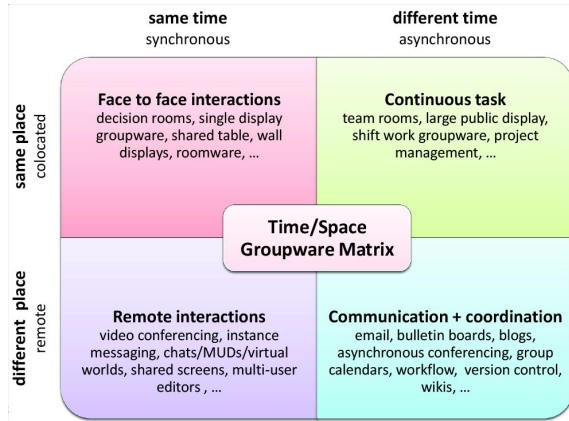 same time
synchronous
different time
asynchronous
same place
colocated
Face to face interactions
decision rooms, single display
groupware, shared table, wall
displays, roomware, ...
Continuous task
team rooms, large public display,
shift work groupware, project
management, ...
Time/Space
Groupware Matrix
different place
remote
Remote interactions
video conferencing, instance
messaging, chats/MUDs/virtual
worlds, shared screens, multi-user
editors , ...
Communication + coordination
email, bulletin boards, blogs,
asynchronous conferencing, group
calendars, workflow, version control,
wikis, ...